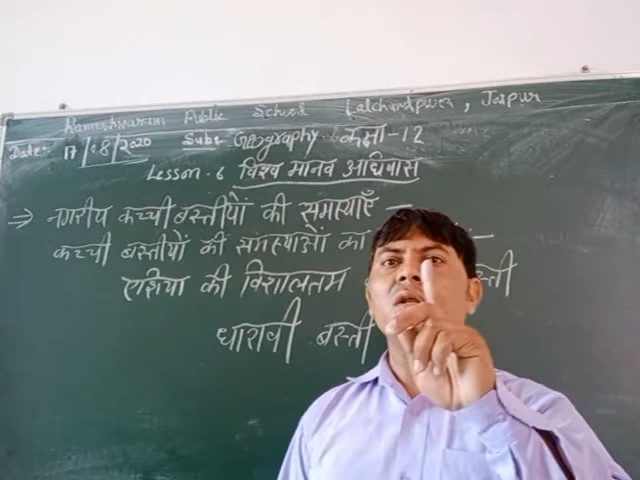 Rameshwaram Public School Lalchandpura, Jaipur
Date: 17/08/2020 Sub:- Geography कक्षा-12
Lesson-6 विश्व मानव अधिवास
⇒ नगरीय कच्ची बस्तीयों की समस्याएँ -
कच्ची बस्तीयों की समस्याओं का -
एशिया की विशालतम
धारावी बस्ती